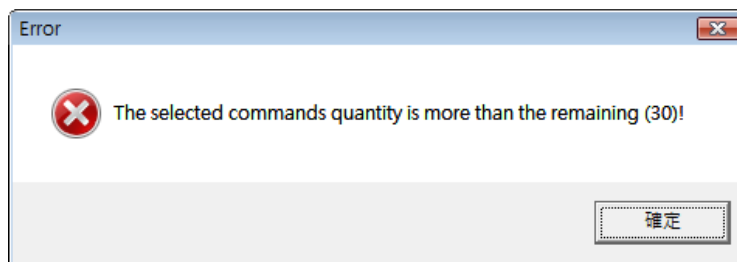 Error
The selected commands quantity is more than the remaining (30)!
確定